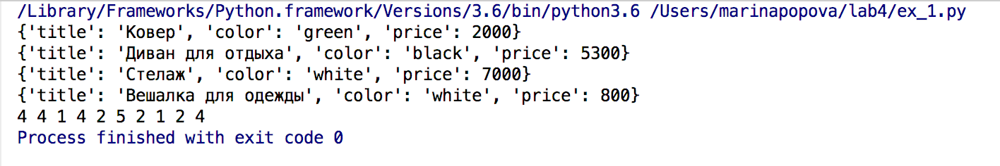 /Library/Frameworks/Python.framework/Versions/3.6/bin/python3.6 /Users/marinapopova/lab4/ex_1.py
{'title': 'Ковер', 'color': 'green', 'price': 2000}
{'title': 'Диван для отдыха', 'color': 'black', 'price': 5300}
{'title': 'Стелаж', 'color': 'white', 'price': 7000}
{'title': 'Вешалка для одежды', 'color': 'white', 'price': 800}
4 4 1 4 2 5 2 1 2 4
Process finished with exit code 0